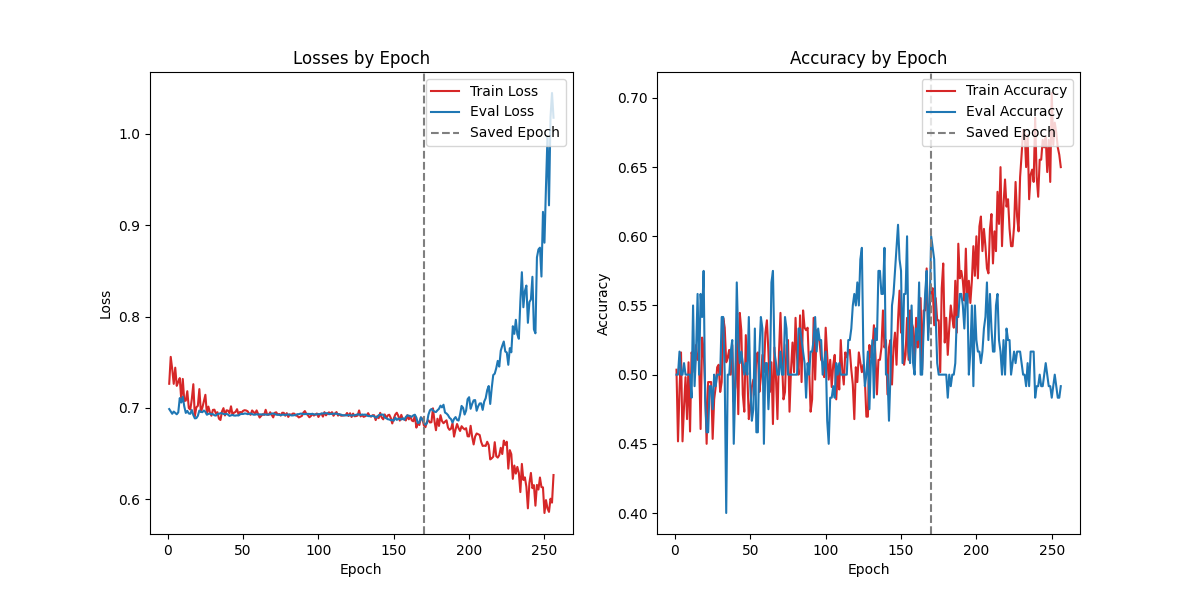 Losses by Epoch
Train Loss
Eval Loss
Saved Epoch
1.0
0.9
0.8
0.7
0.6
Loss
0
50
100
150
200
250
Epoch
Accuracy by Epoch
Train Accuracy
Eval Accuracy
Saved Epoch
0.70
0.65
0.60
0.55
0.50
0.45
0.40
Accuracy
0
50
100
150
200
250
Epoch